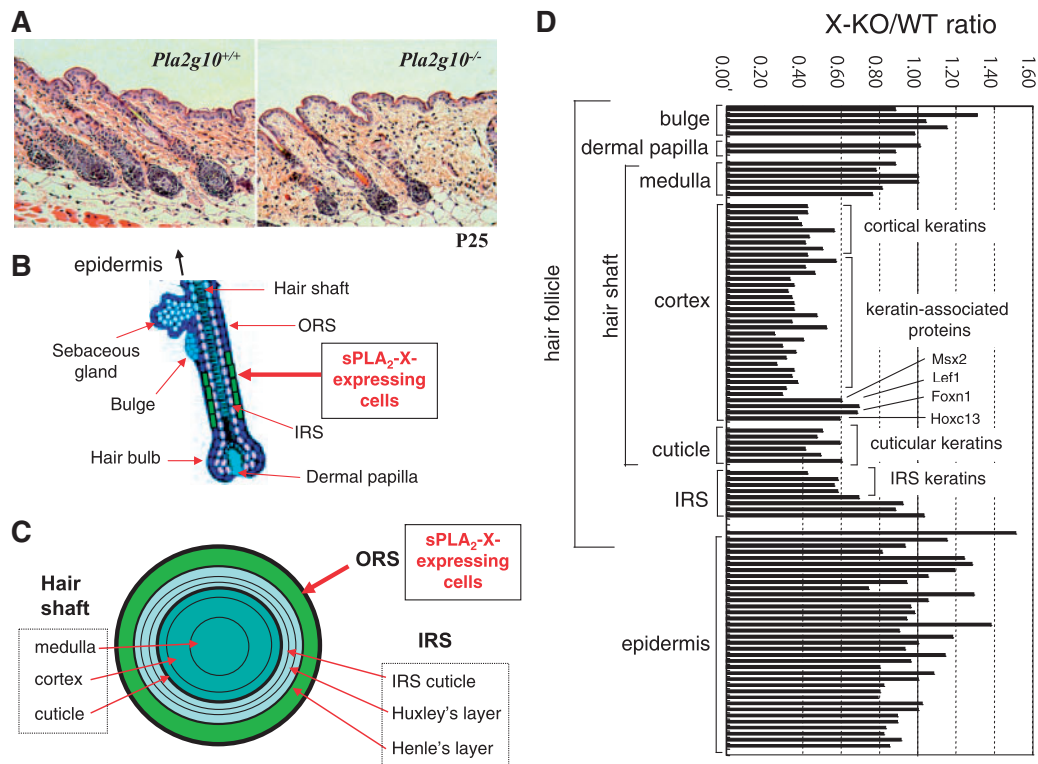 A
Pla2g10+/+
Pla2g10-/-
P25
B
epidermis
Hair shaft
ORS
Sebaceous
gland
sPLA2-X-
expressing
cells
Bulge
IRS
Hair bulb
Dermal papilla
C
Hair
shaft
medulla
cortex
cuticle
ORS
sPLA2-X-
expressing
cells
IRS
IRS cuticle
Huxley's layer
Henle's layer
D
X-KO/WT ratio
0.00
0.20
0.40
0.60
0.80
1.00
1.20
1.40
1.60
hair follicle
hair shaft
bulge
dermal papilla
medulla
cortex
cuticle
IRS
epidermis
cortical keratins
keratin-associated
proteins
Msx2
Lef1
Foxn1
Hoxc13
cuticular keratins
IRS keratins